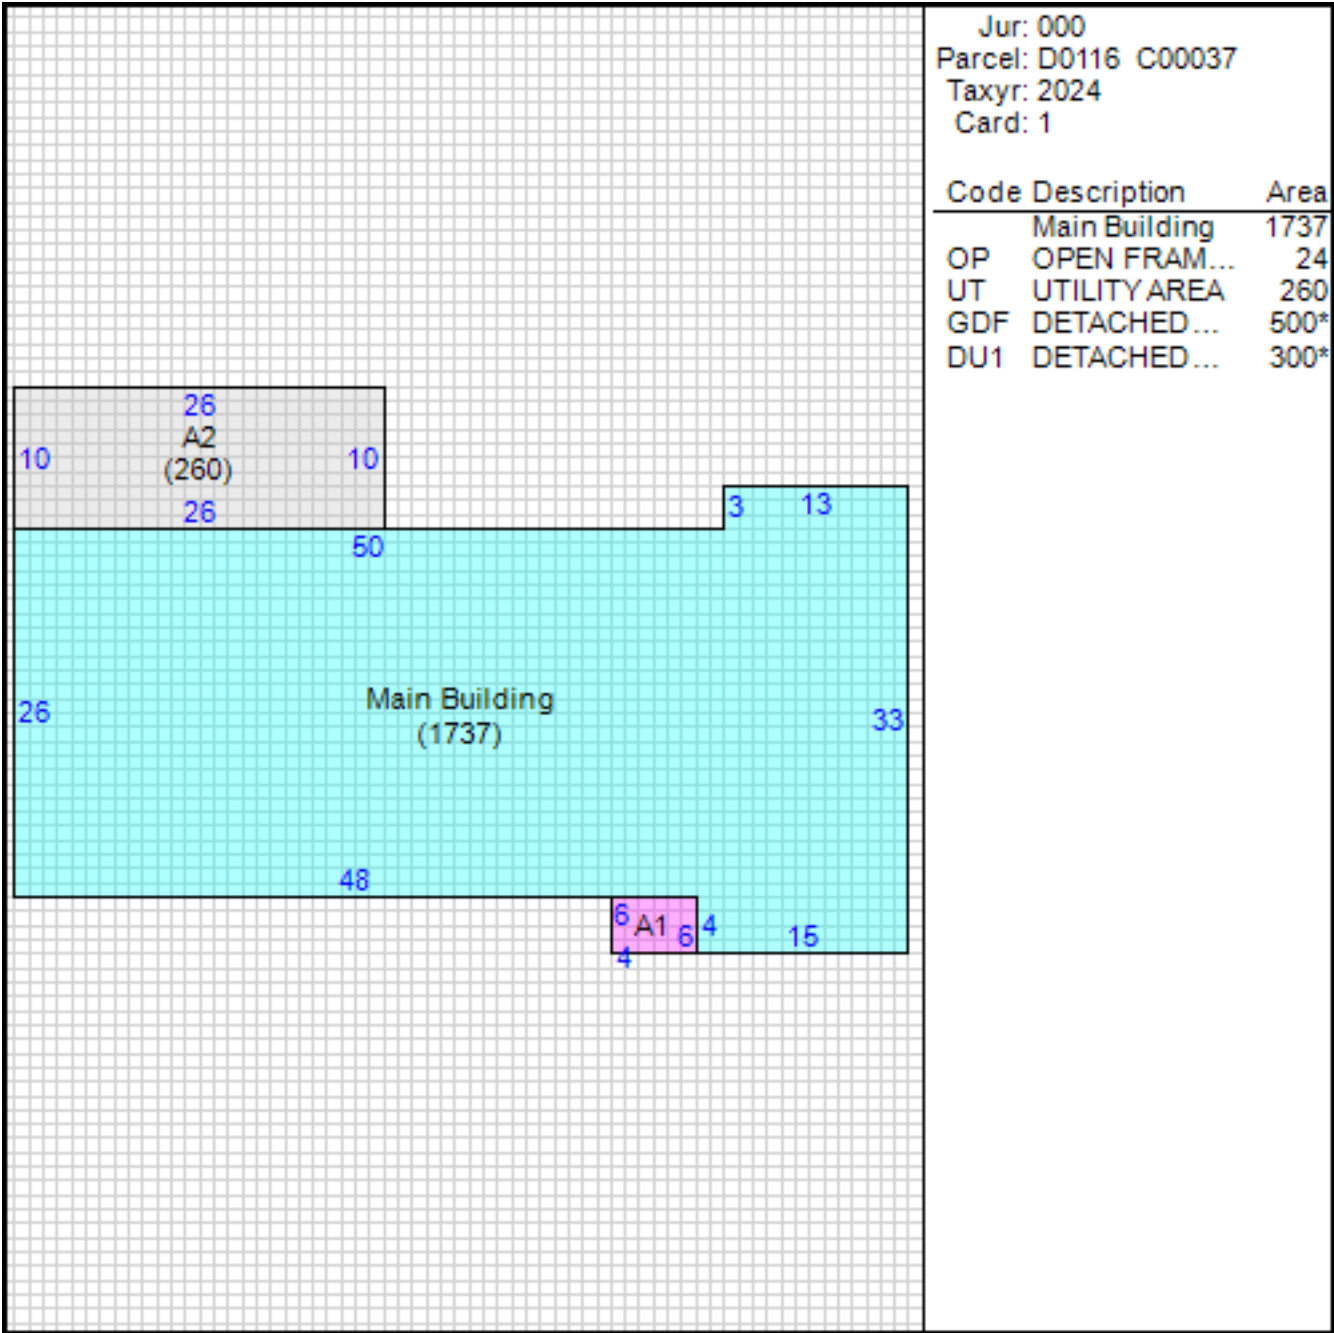 Jur: 000
Parcel: D0116 C00037
Taxyr: 2024
Card: 1
Code Description Area
Main Building 1737
OP OPEN FRAM... 24
UT UTILITY AREA 260
GDF DETACHED... 500*
DU1 DETACHED... 300*
26
A2
10 10
(260)
26
3 13
50
Main Building
26 33
(1737)
48
6 A1 6 4 15
4